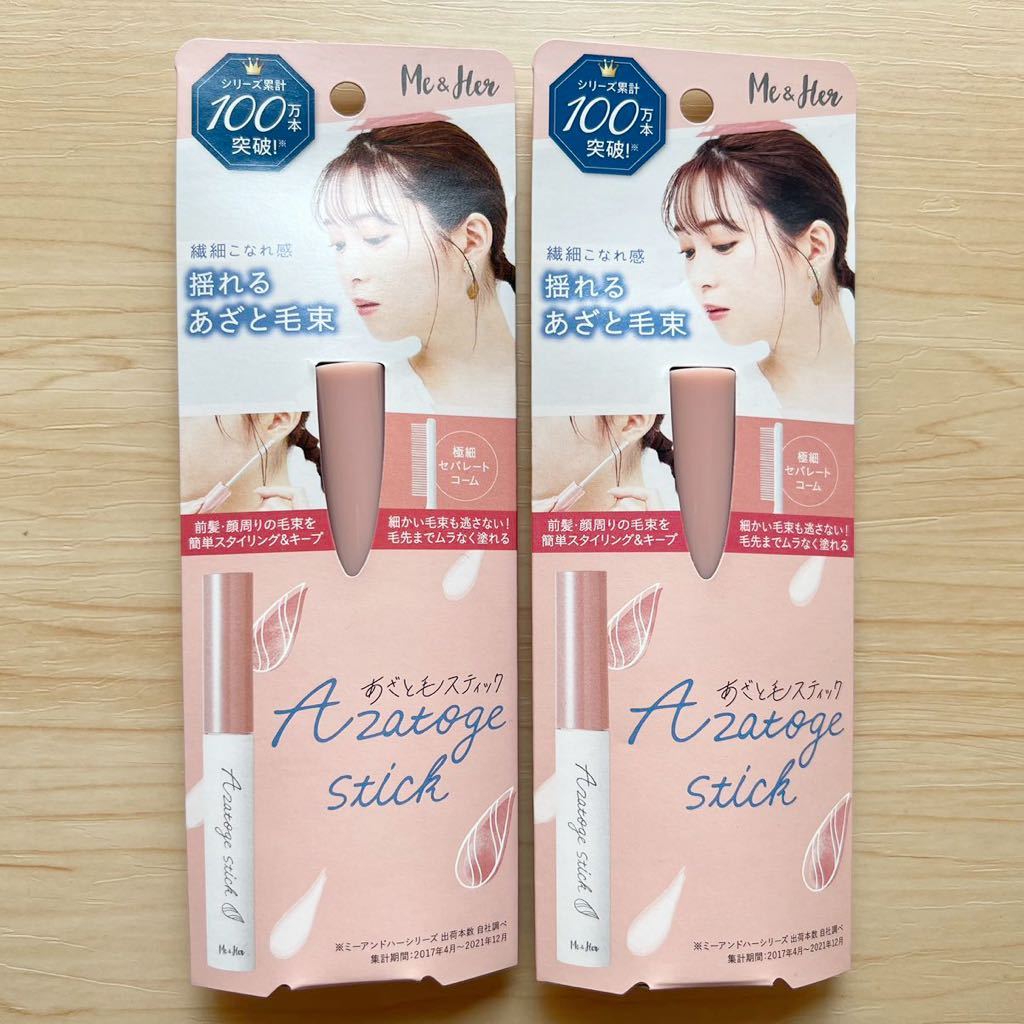 シリーズ累計
100万本
突破!※
Me & Her
繊細こなれ感
揺れる
あざと毛束
極細
セパレート
コーム
前髪・顔周りの毛束を
簡単スタイリング&キープ
細かい毛束も逃さない!
毛先までムラなく塗れる
あざと毛スティック
Azatoge
stick
Azatoge stick
Me & Her
※ミーアンドハーシリーズ 出荷本数 自社調べ
集計期間:2017年4月〜2021年12月
シリーズ累計
100万本
突破!※
Me & Her
繊細こなれ感
揺れる
あざと毛束
極細
セパレート
コーム
前髪・顔周りの毛束を
簡単スタイリング&キープ
細かい毛束も逃さない!
毛先までムラなく塗れる
あざと毛スティック
Azatoge
stick
Azatoge stick
Me & Her
※ミーアンドハーシリーズ 出荷本数 自社調べ
集計期間:2017年4月〜2021年12月